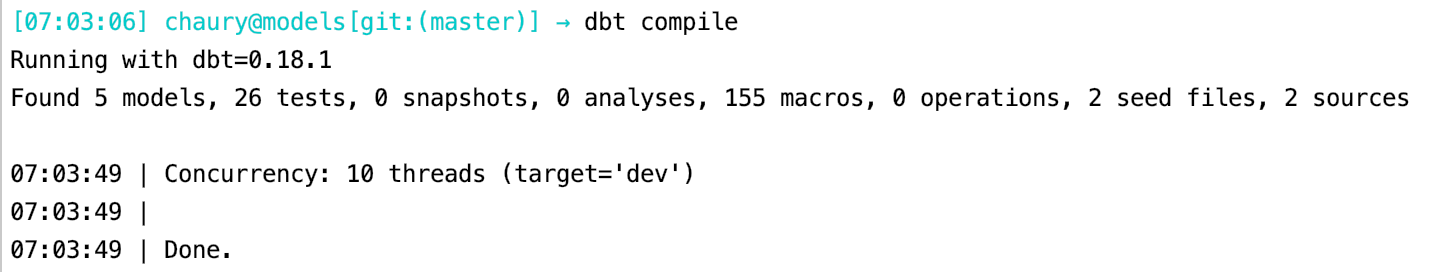 [07:03:06] chaury@models[git:(master)] → dbt compile
Running with dbt=0.18.1
Found 5 models, 26 tests, 0 snapshots, 0 analyses, 155 macros, 0 operations, 2 seed files, 2 sources
07:03:49 | Concurrency: 10 threads (target='dev')
07:03:49 |
07:03:49 | Done.